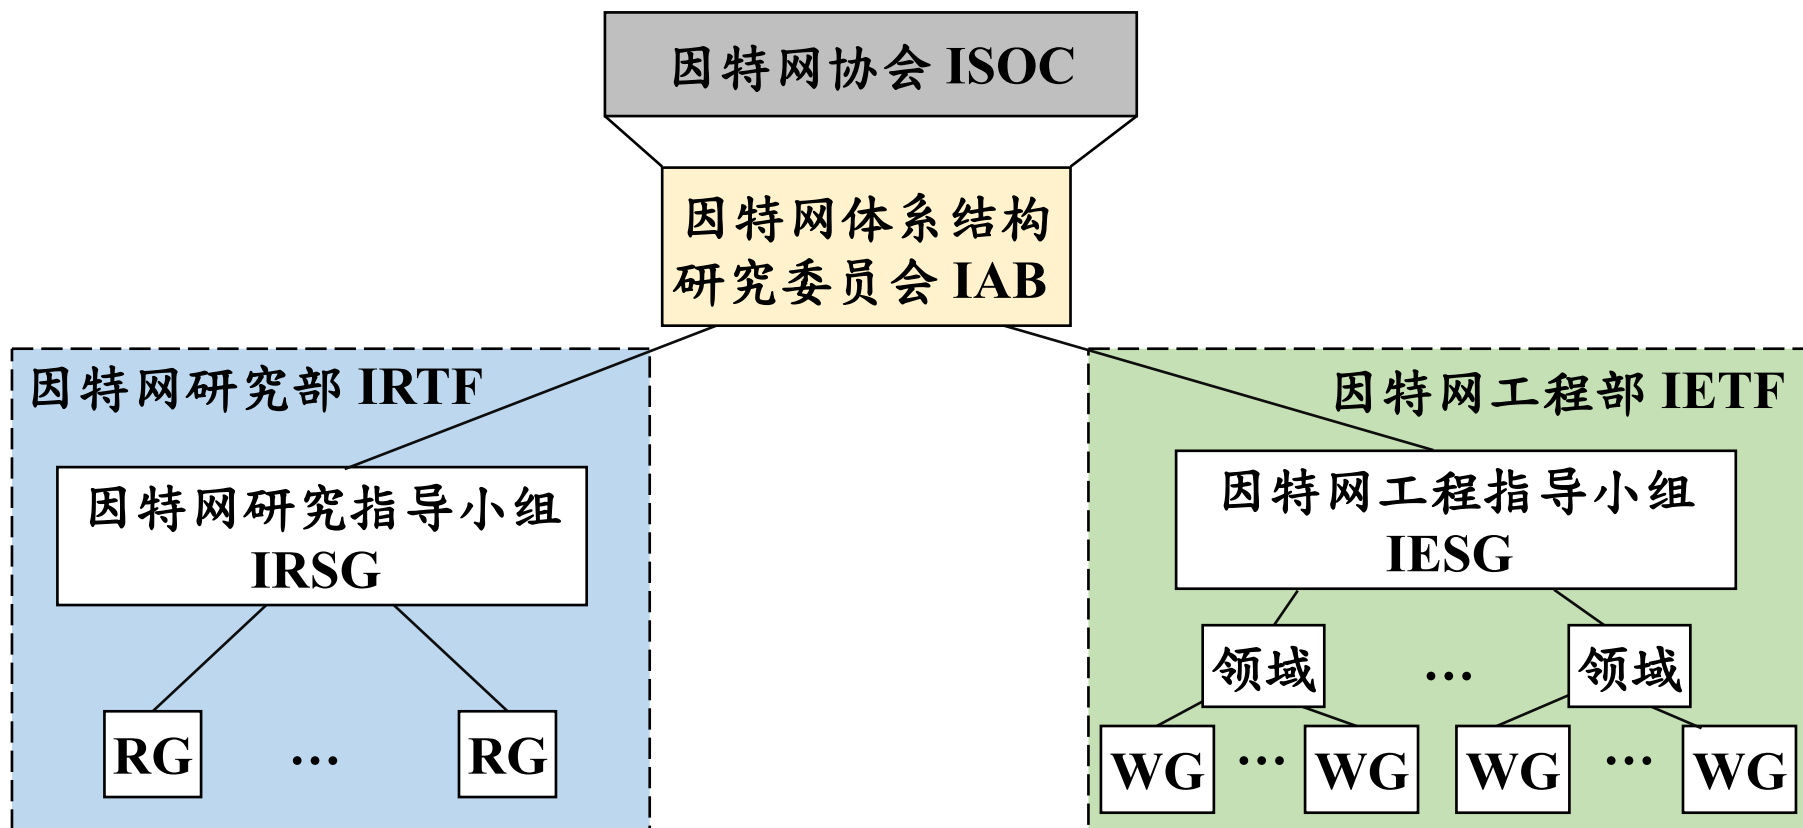 因特网协会 ISOC
因特网体系结构
研究委员会 IAB
因特网研究部 IRTF
因特网研究指导小组
IRSG
RG … RG
因特网工程部 IETF
因特网工程指导小组
IESG
领域 … 领域
WG … WG WG … WG